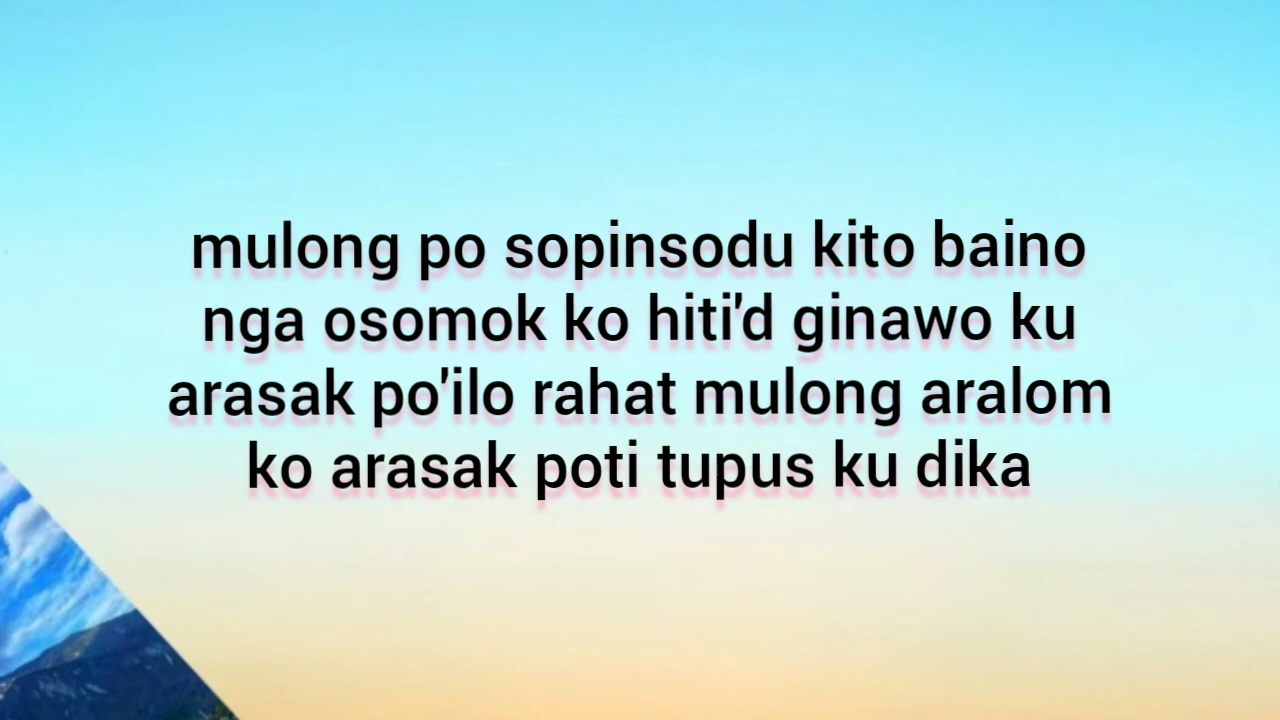 mulong po sopinsodu kito baino
nga osomok ko hiti'd ginawo ku
arasak po'ilo rahat mulong aralom
ko arasak poti tupus ku dika